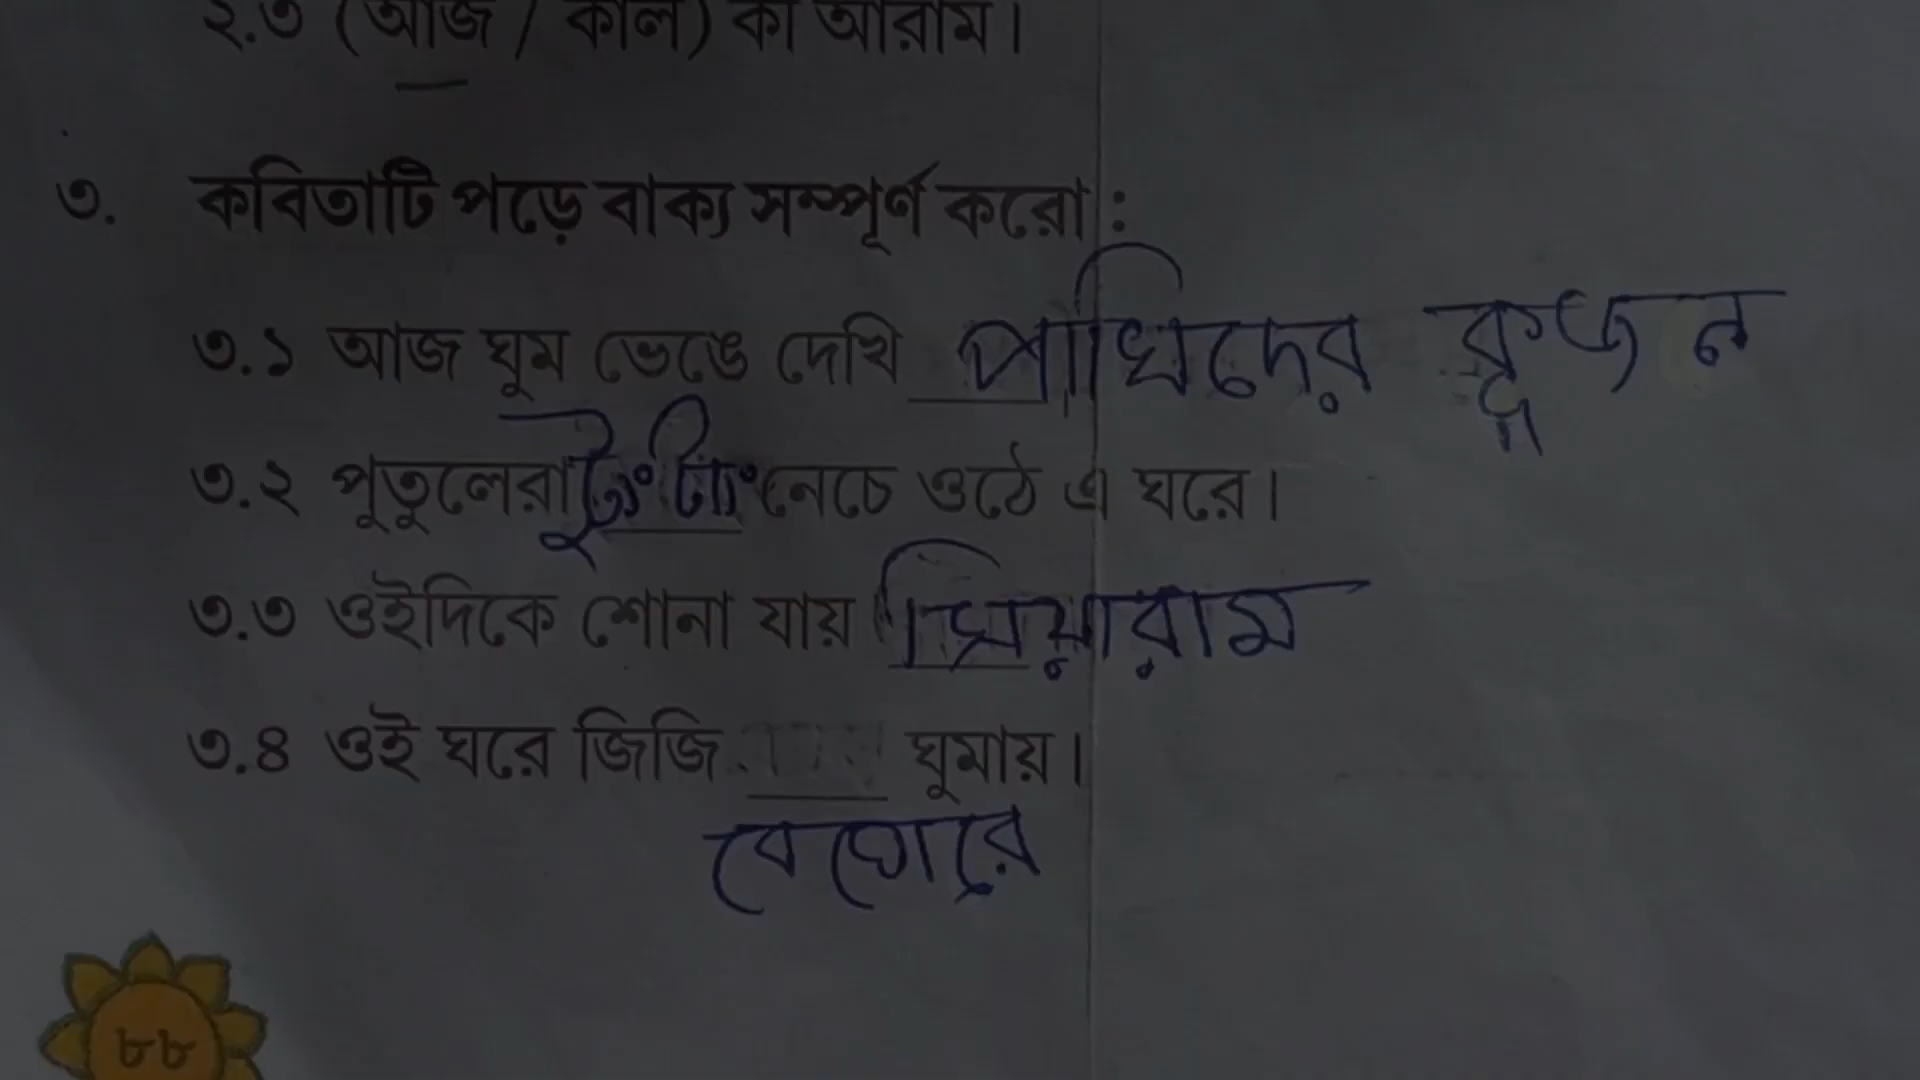 ২.৩ (আজ / কাল) কী আরাম।
৩. কবিতাটি পড়ে বাক্য সম্পূর্ণ করো :
৩.১ আজ ঘুম ভেঙে দেখি পাখিদের কূজন
৩.২ পুতুলেরা টুং টাং নেচে ওঠে এ ঘরে।
৩.৩ ওইদিকে শোনা যায়
৩.৪ ওই ঘরে জিজি ঘুমায়।
বেঘোরে
৮৮